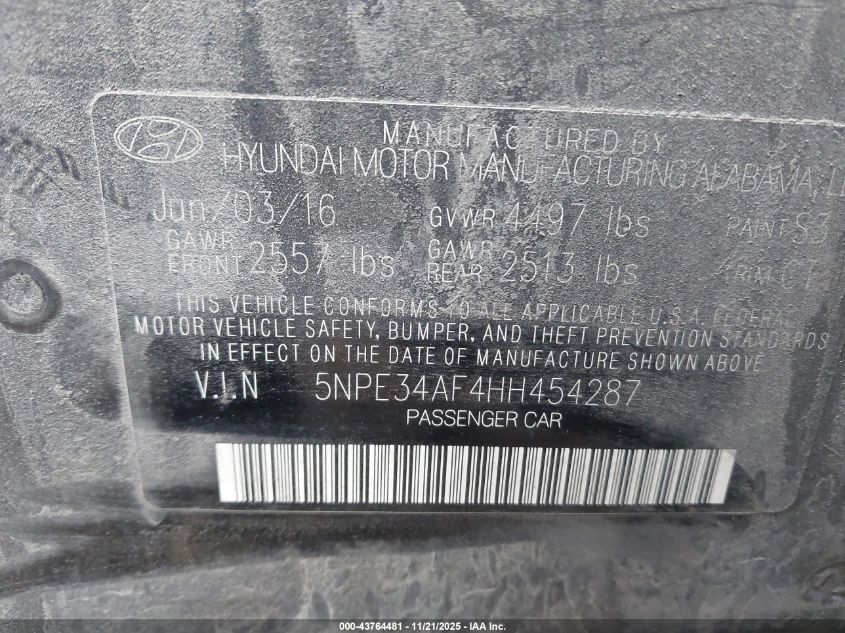 MANUFACTURED BY
HYUNDAI MOTOR MANUFACTURING ALABAMA,
Jun/03/16 GVWR 4497 lbs PAINT S3
GAWR FRONT 2557 lbs GAWR REAR 2513 lbs TRIM CT
THIS VEHICLE CONFORMS TO ALL APPLICABLE U.S.A. FEDERAL
MOTOR VEHICLE SAFETY, BUMPER, AND THEFT PREVENTION STANDARDS
IN EFFECT ON THE DATE OF MANUFACTURE SHOWN ABOVE
V.I.N 5NPE34AF4HH454287
PASSENGER CAR
000-43764481 - 11/21/2025 - IAA Inc.